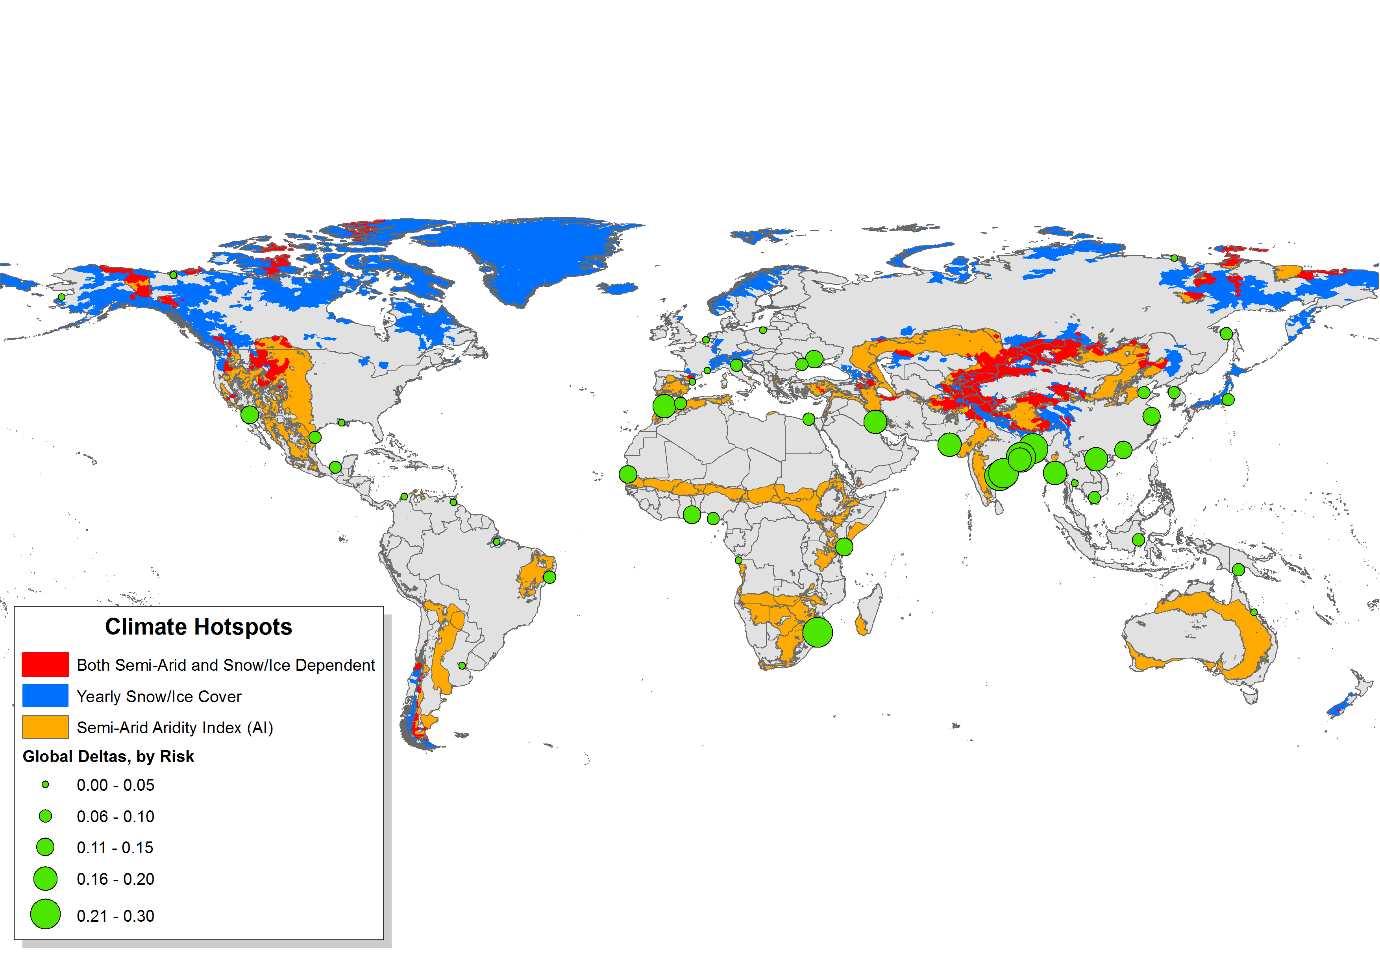 Climate Hotspots
Both Semi-Arid and Snow/Ice Dependent
Yearly Snow/Ice Cover
Semi-Arid Aridity Index (AI)
Global Deltas, by Risk
0.00 - 0.05
0.06 - 0.10
0.11 - 0.15
0.16 - 0.20
0.21 - 0.30